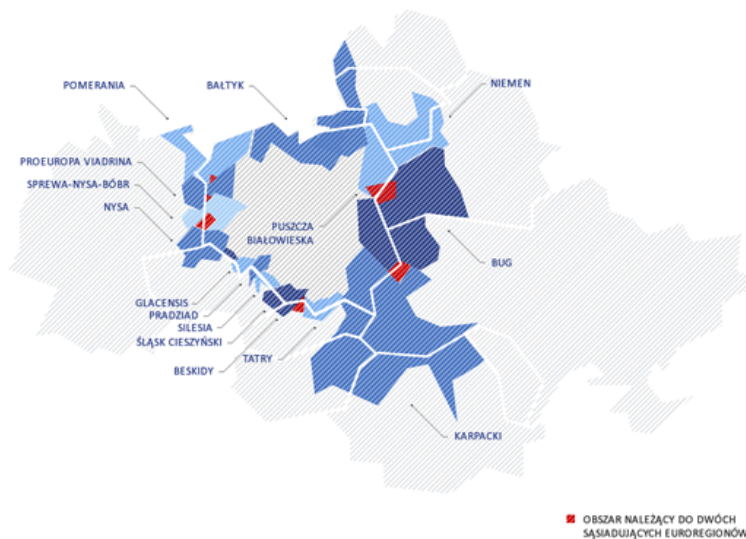 POMERANIA
BAŁTYK
NIEMEN
PROEUROPA VIADRINA
SPREWA-NYSA-BÓBR
NYSA
PUSZCZA
BIAŁOWIESKA
BUG
GLACENSIS
PRADZIAD
SILESIA
ŚLĄSK CIESZYŃSKI
BESKIDY
TATRY
KARPACKI
OBSZAR NALEŻĄCY DO DWÓCH
SĄSIADUJĄCYCH EUROREGIONÓW